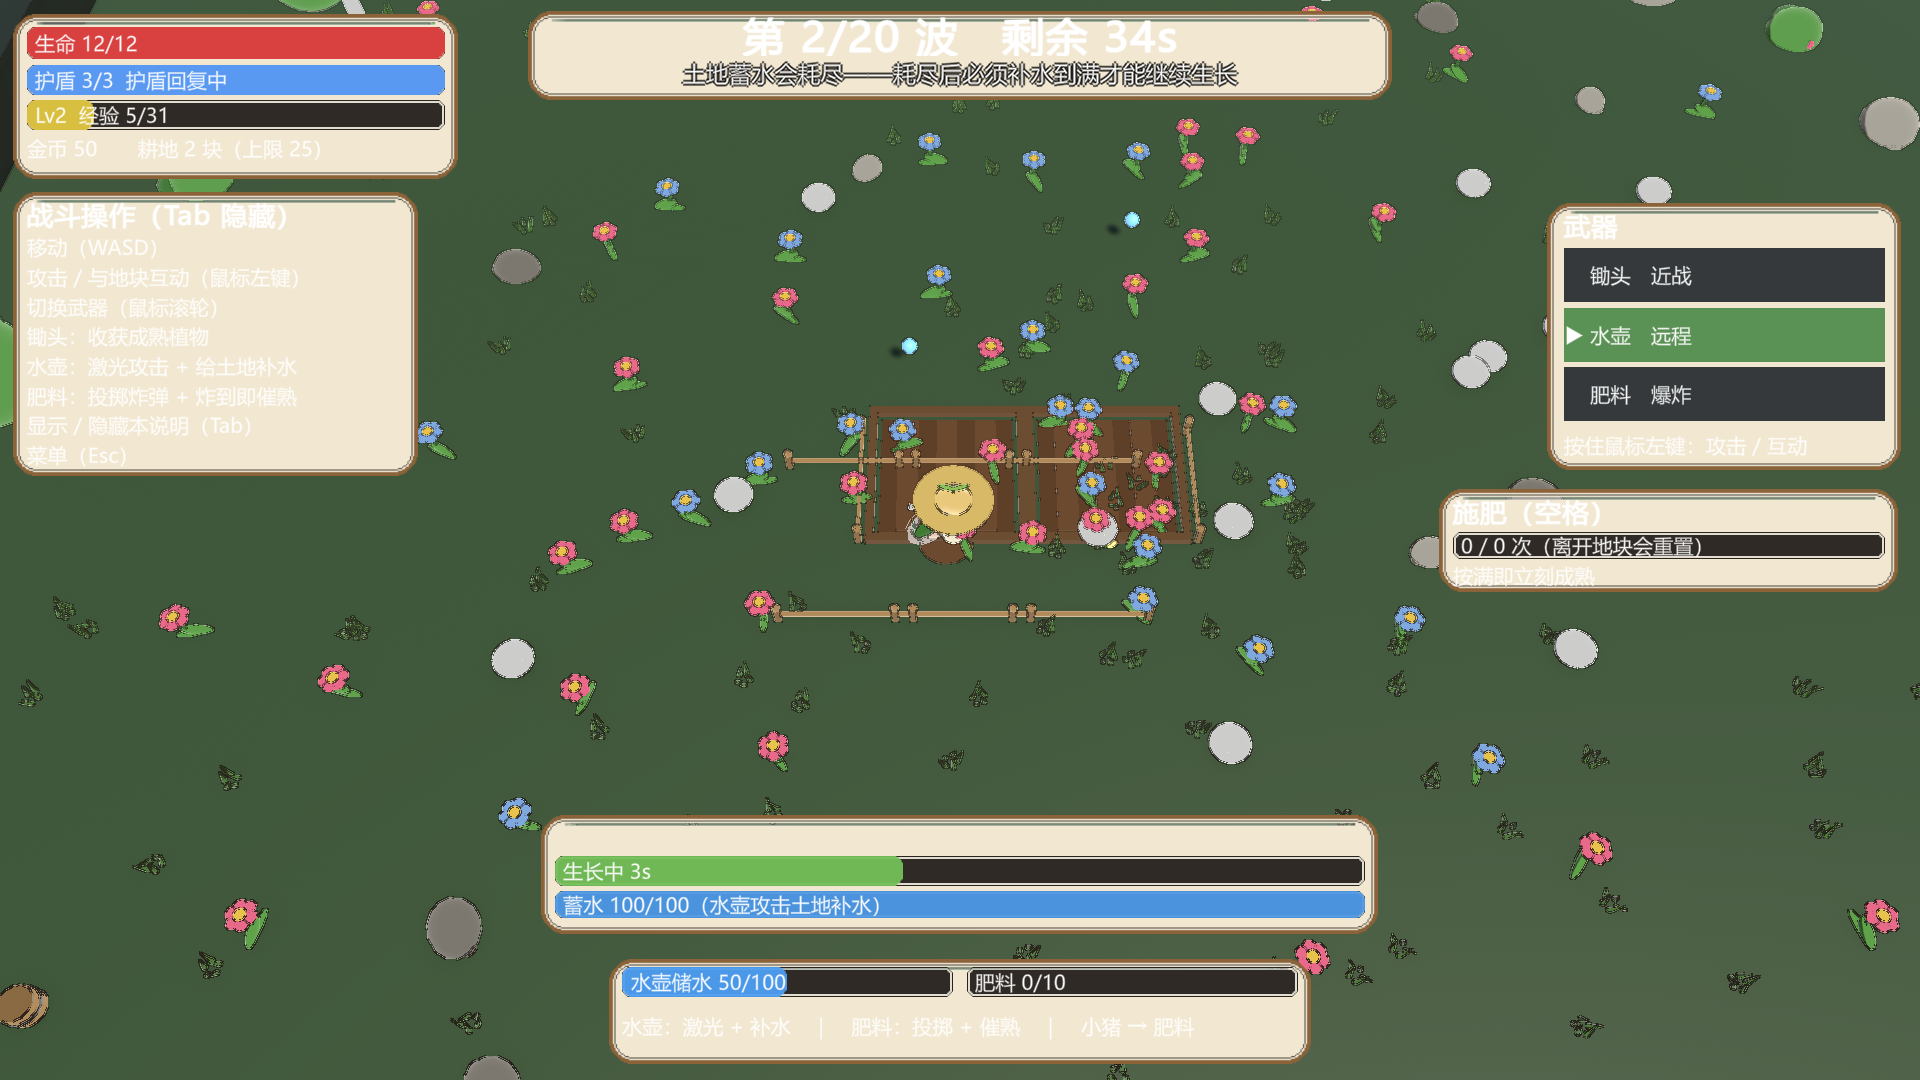 生命 12/12
护盾 3/3 护盾回复中
Lv2 经验 5/31
金币 50 耕地 2 块（上限 25）
第 2/20 波 剩余 34s
土地蓄水会耗尽——耗尽后必须补水到满才能继续生长
战斗操作（Tab 隐藏）
移动（WASD）
攻击 / 与地块互动（鼠标左键）
切换武器（鼠标滚轮）
锄头：收获成熟植物
水壶：激光攻击 + 给土地补水
肥料：投掷炸弹 + 炸到即催熟
显示 / 隐藏本说明（Tab）
菜单（Esc）
武器
锄头 近战
▶ 水壶 远程
肥料 爆炸
按住鼠标左键：攻击 / 互动
施肥（空格）
0 / 0 次（离开地块会重置）
按满即立刻成熟
生长中 3s
蓄水 100/100（水壶攻击土地补水）
水壶储水 50/100
肥料 0/10
水壶：激光 + 补水 | 肥料：投掷 + 催熟 | 小猪 → 肥料